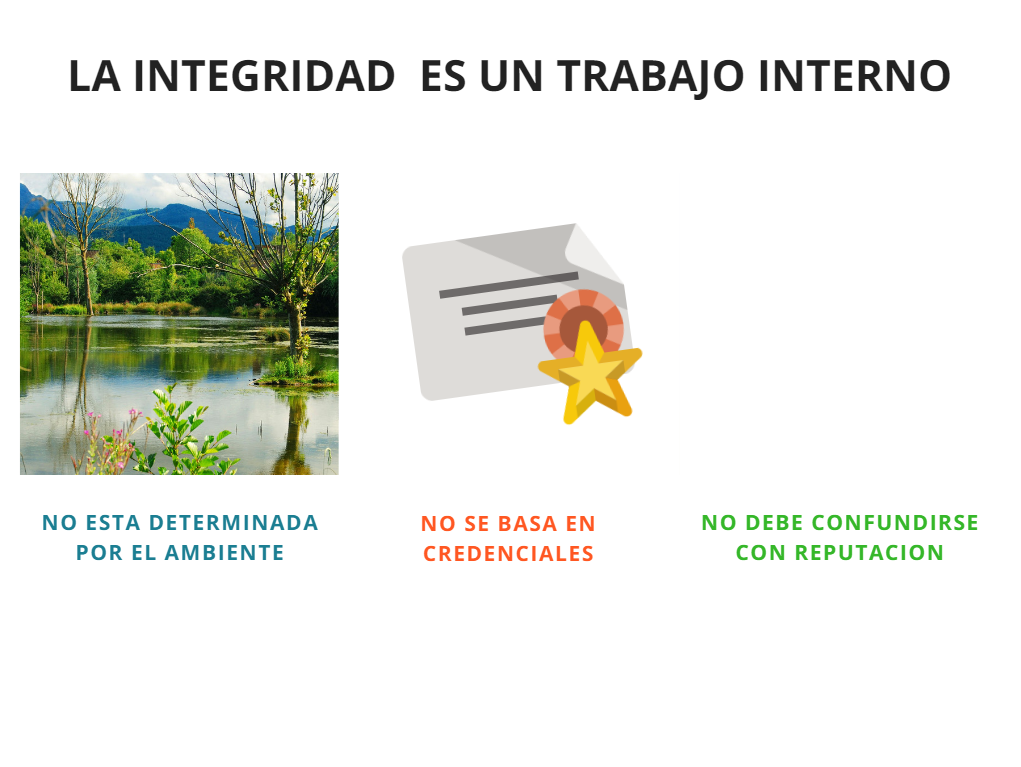 LA INTEGRIDAD  ES UN TRABAJO INTERNO
NO ESTA DETERMINADA
POR EL AMBIENTE
NO SE BASA EN
CREDENCIALES
NO DEBE CONFUNDIRSE
CON REPUTACION